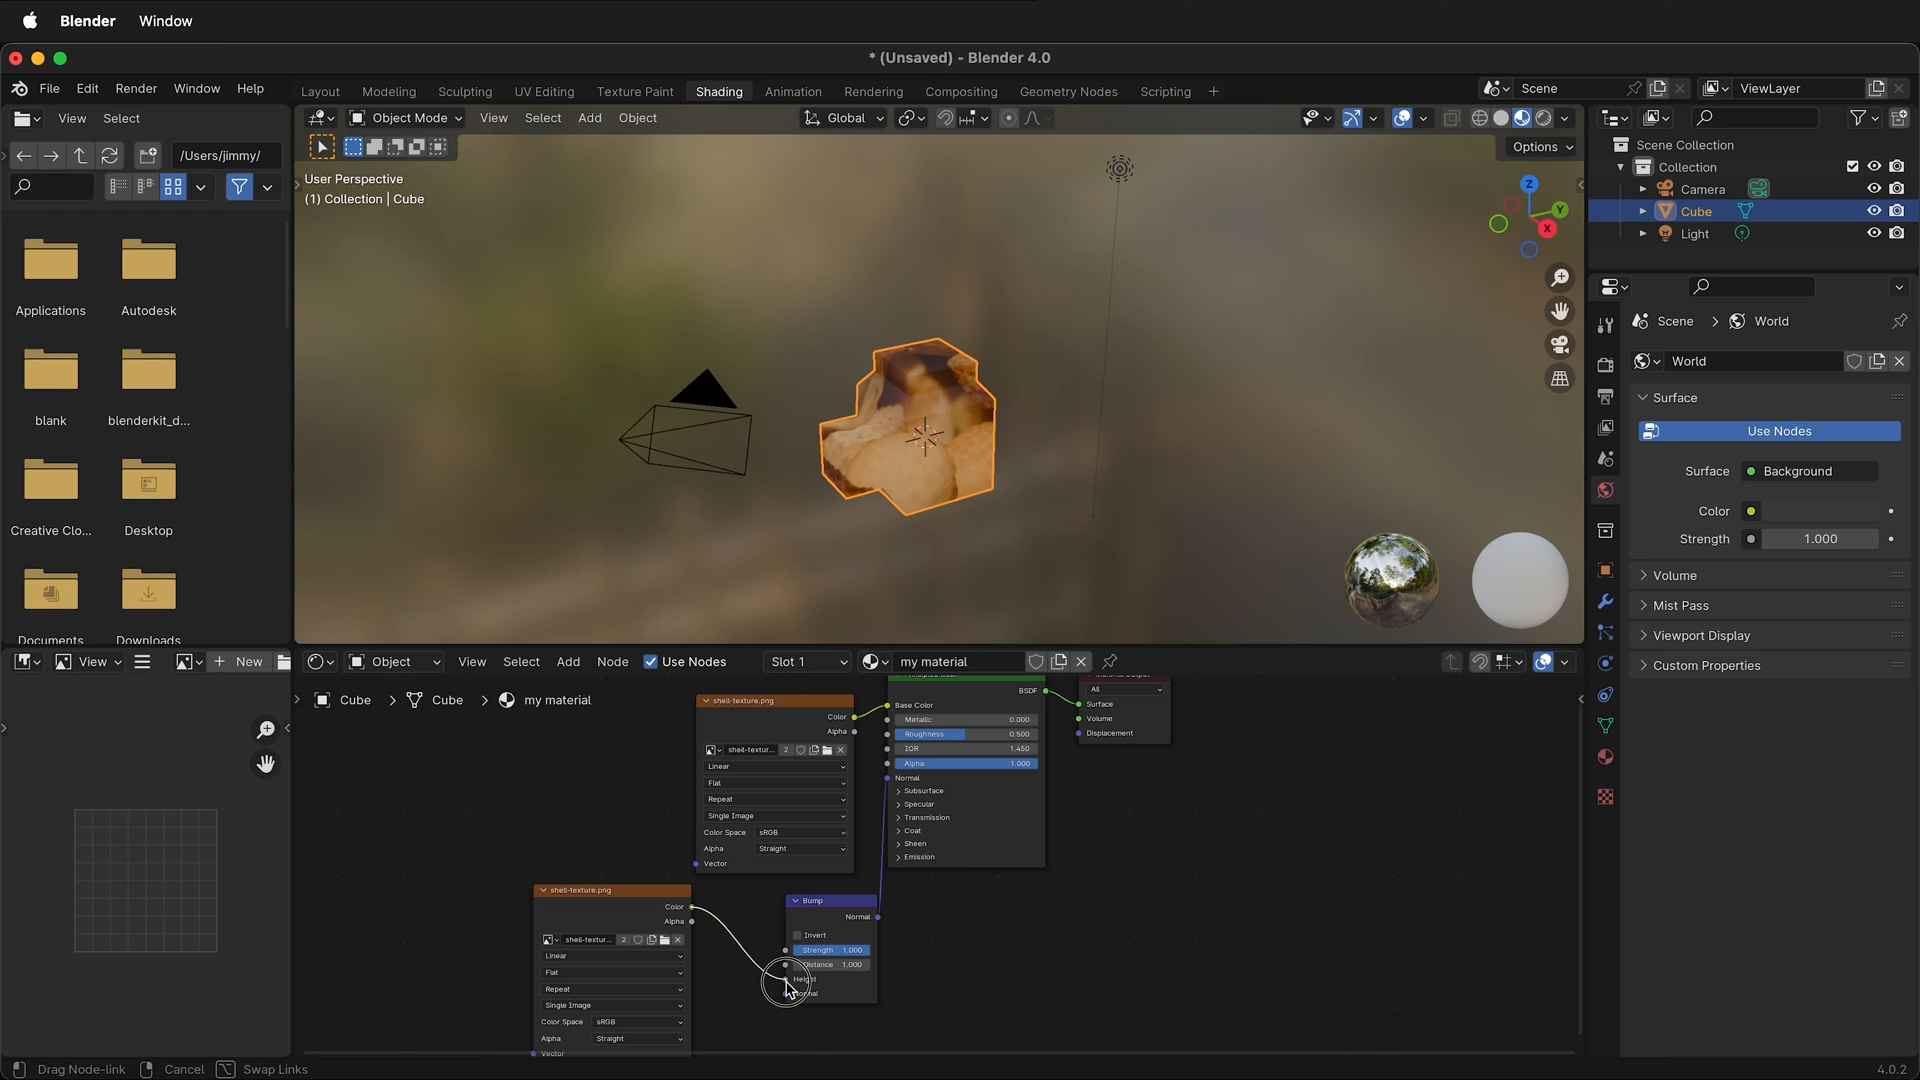 Blender
Window
* (Unsaved) - Blender 4.0
File
Edit
Render
Window
Help
Layout
Modeling
Sculpting
UV Editing
Texture Paint
Shading
Animation
Rendering
Compositing
Geometry Nodes
Scripting
+
Scene
ViewLayer
View
Select
Object Mode
View
Select
Add
Object
Global
/Users/jimmy/
Options
User Perspective
(1) Collection | Cube
Z
Y
X
Scene Collection
Collection
Camera
Cube
Light
Applications
Autodesk
blank
blenderkit_d...
Creative Clo...
Desktop
Documents
Downloads
Scene
World
World
Surface
Use Nodes
Surface
Background
Color
Strength
1.000
Volume
Mist Pass
Viewport Display
Custom Properties
View
New
Object
View
Select
Add
Node
Use Nodes
Slot 1
my material
Cube
Cube
my material
shell-texture.png
Color
Alpha
shell-textur...
2
Linear
Flat
Repeat
Single Image
Color Space
sRGB
Alpha
Straight
Vector
BSDF
Base Color
Metallic
0.000
Roughness
0.500
IOR
1.450
Alpha
1.000
Normal
Subsurface
Specular
Transmission
Coat
Sheen
Emission
All
Surface
Volume
Displacement
shell-texture.png
Color
Alpha
shell-textur...
2
Linear
Flat
Repeat
Single Image
Color Space
sRGB
Alpha
Straight
Vector
Bump
Normal
Invert
Strength
1.000
Distance
1.000
Height
Normal
Drag Node-link
Cancel
Swap Links
4.0.2